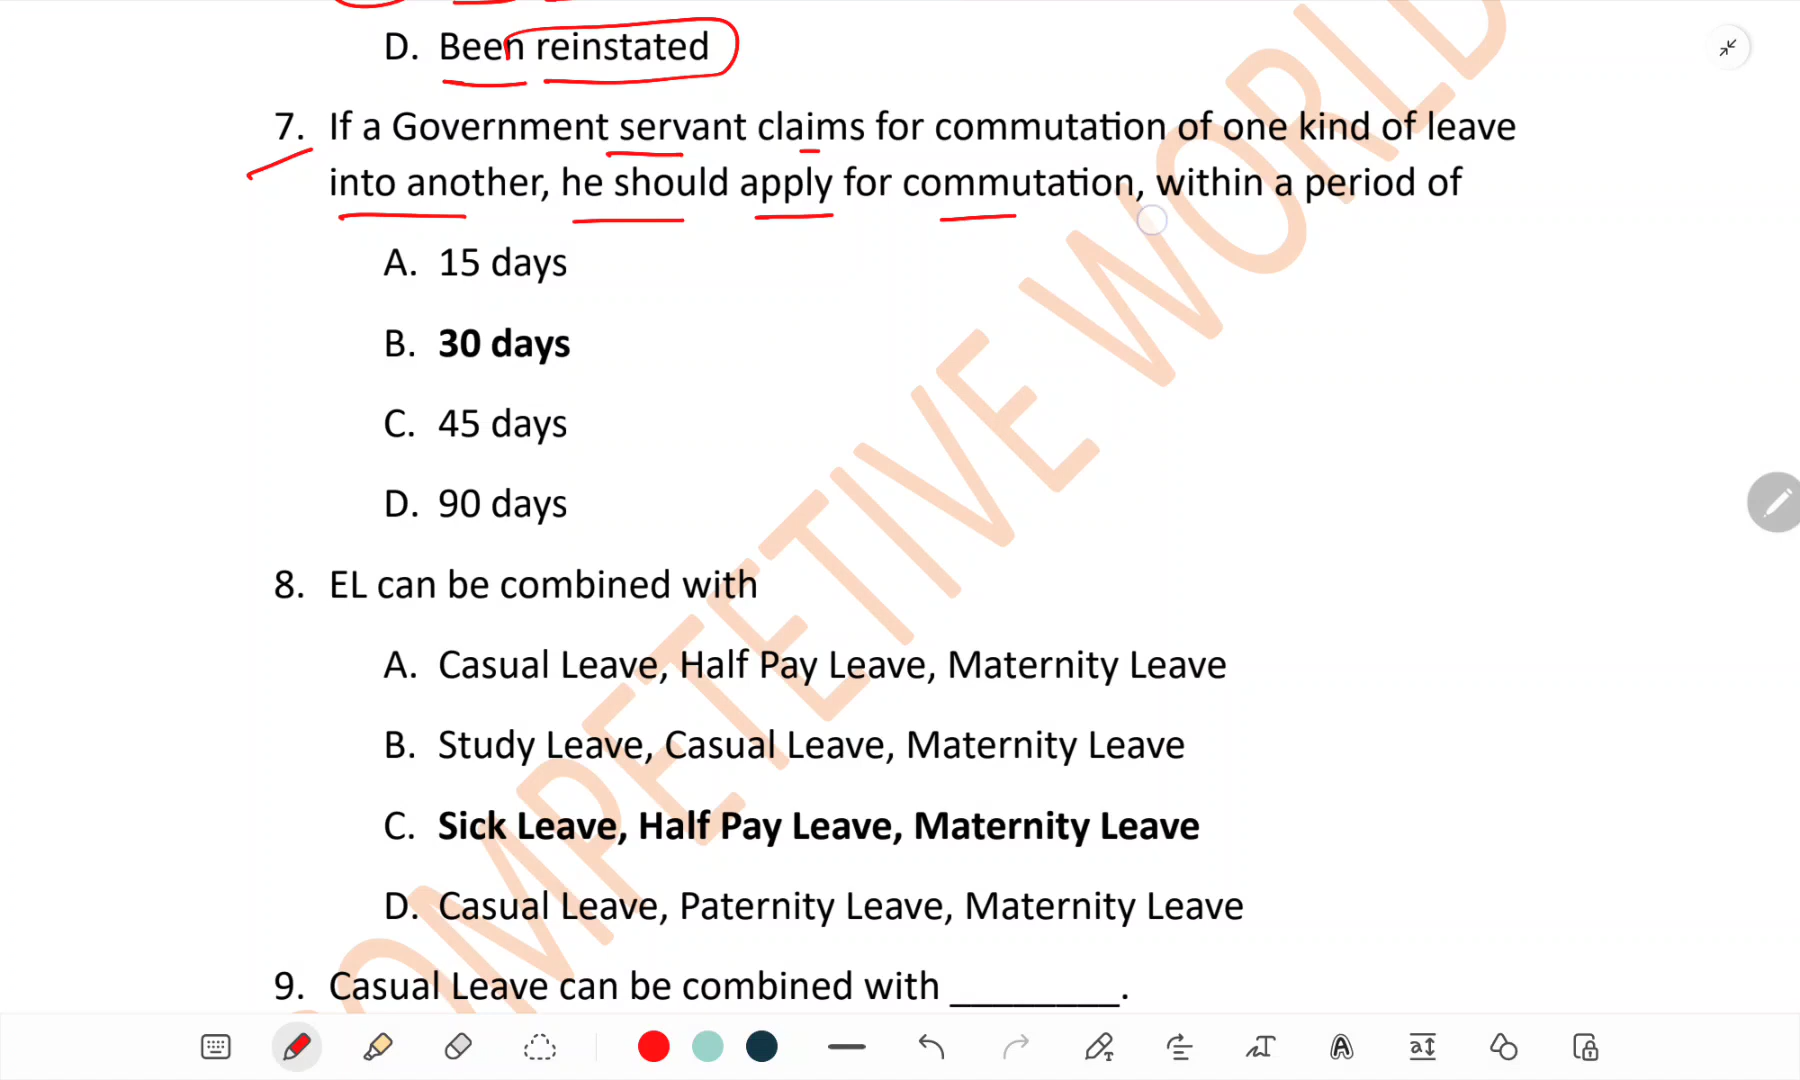 D. Been reinstated
7. If a Government servant claims for commutation of one kind of leave
into another, he should apply for commutation, within a period of
A. 15 days
B. 30 days
C. 45 days
D. 90 days
8. EL can be combined with
A. Casual Leave, Half Pay Leave, Maternity Leave
B. Study Leave, Casual Leave, Maternity Leave
C. Sick Leave, Half Pay Leave, Maternity Leave
D. Casual Leave, Paternity Leave, Maternity Leave
9. Casual Leave can be combined with ________.
COMPETETIVE WORLD